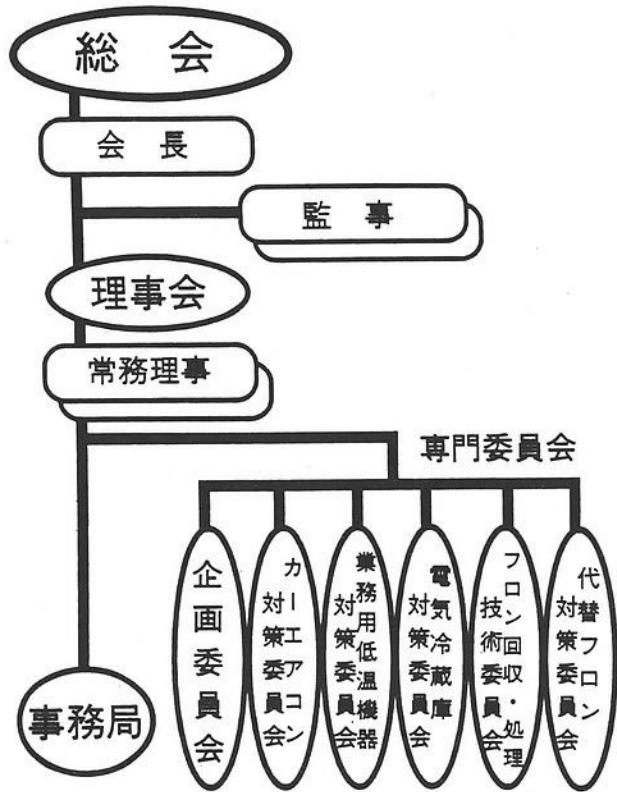 総会
会長
監事
理事会
常務理事
専門委員会
企画委員会
カーエアコン
対策委員会
業務用低温機器
対策委員会
電気冷蔵庫
対策委員会
フロン回収・処理
技術委員会
代替フロン
対策委員会
事務局